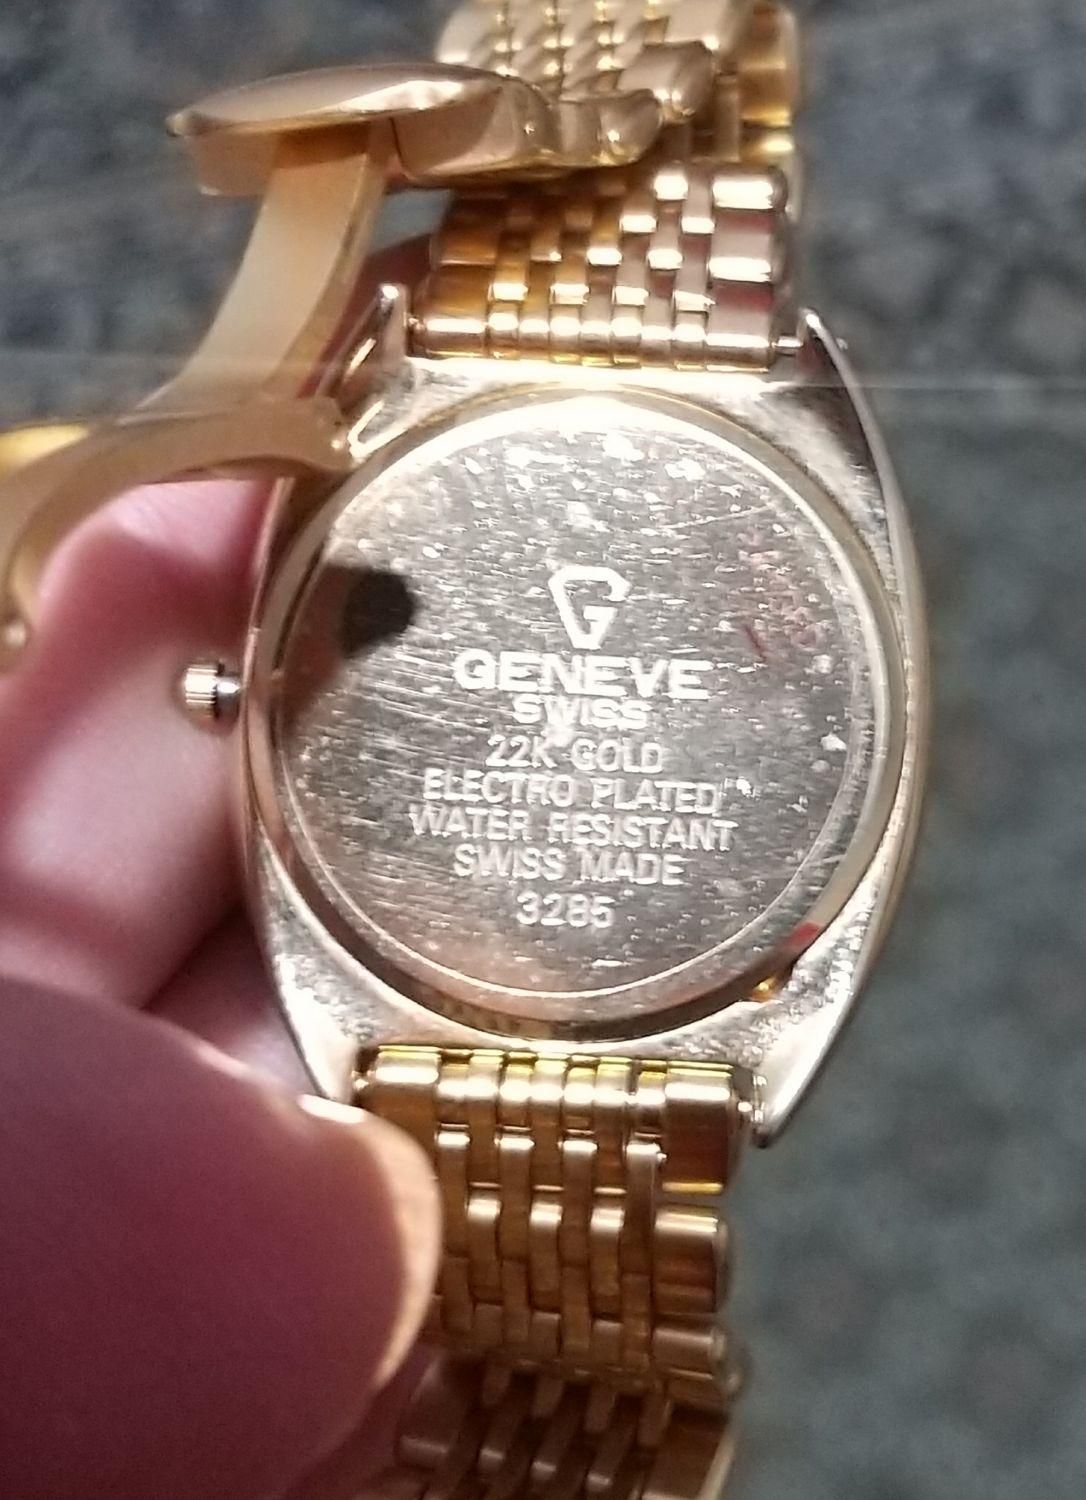 G
GENEVE
SWISS
22K GOLD
ELECTRO PLATED
WATER RESISTANT
SWISS MADE
3285